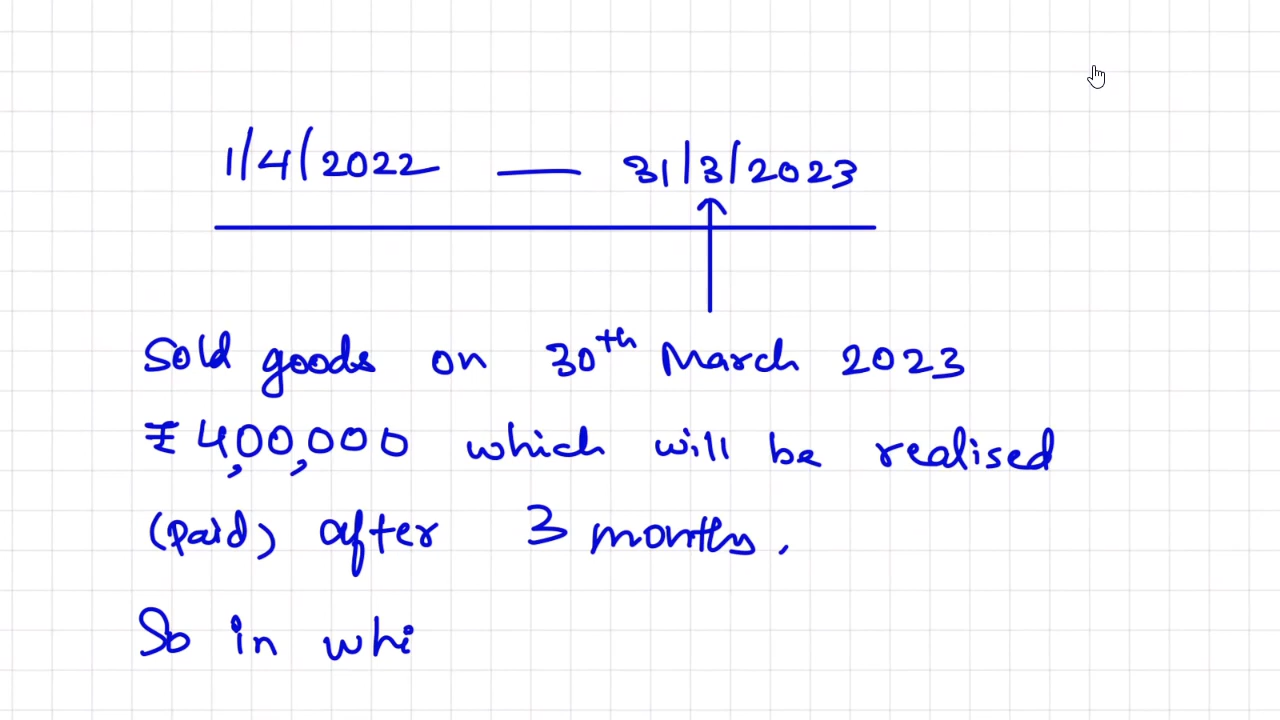 1/4/2022 — 31/3/2023
Sold goods on 30th March 2023
₹ 4,00,000 which will be realised
(paid) after 3 months.
So in whi